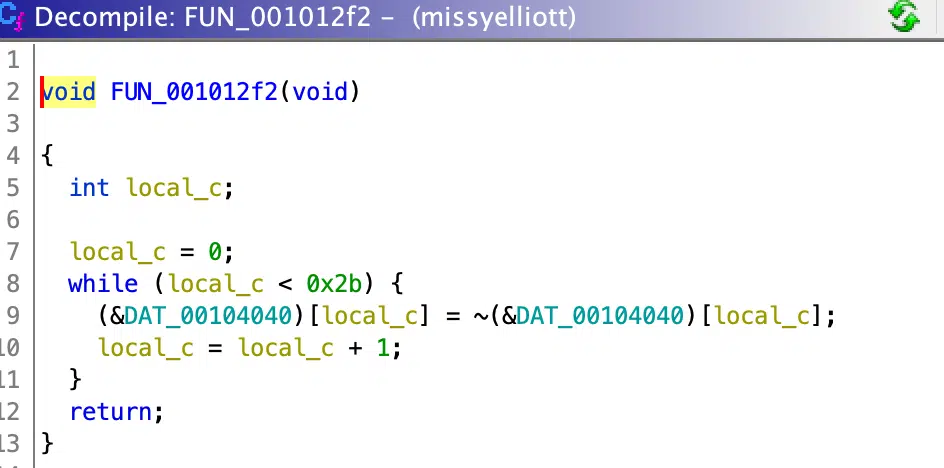 Decompile: FUN_001012f2 – (missyelliott)
1
2 void FUN_001012f2(void)
3
4 {
5 int local_c;
6
7 local_c = 0;
8 while (local_c < 0x2b) {
9 (&DAT_00104040)[local_c] = ~(&DAT_00104040)[local_c];
10 local_c = local_c + 1;
11 }
12 return;
13 }